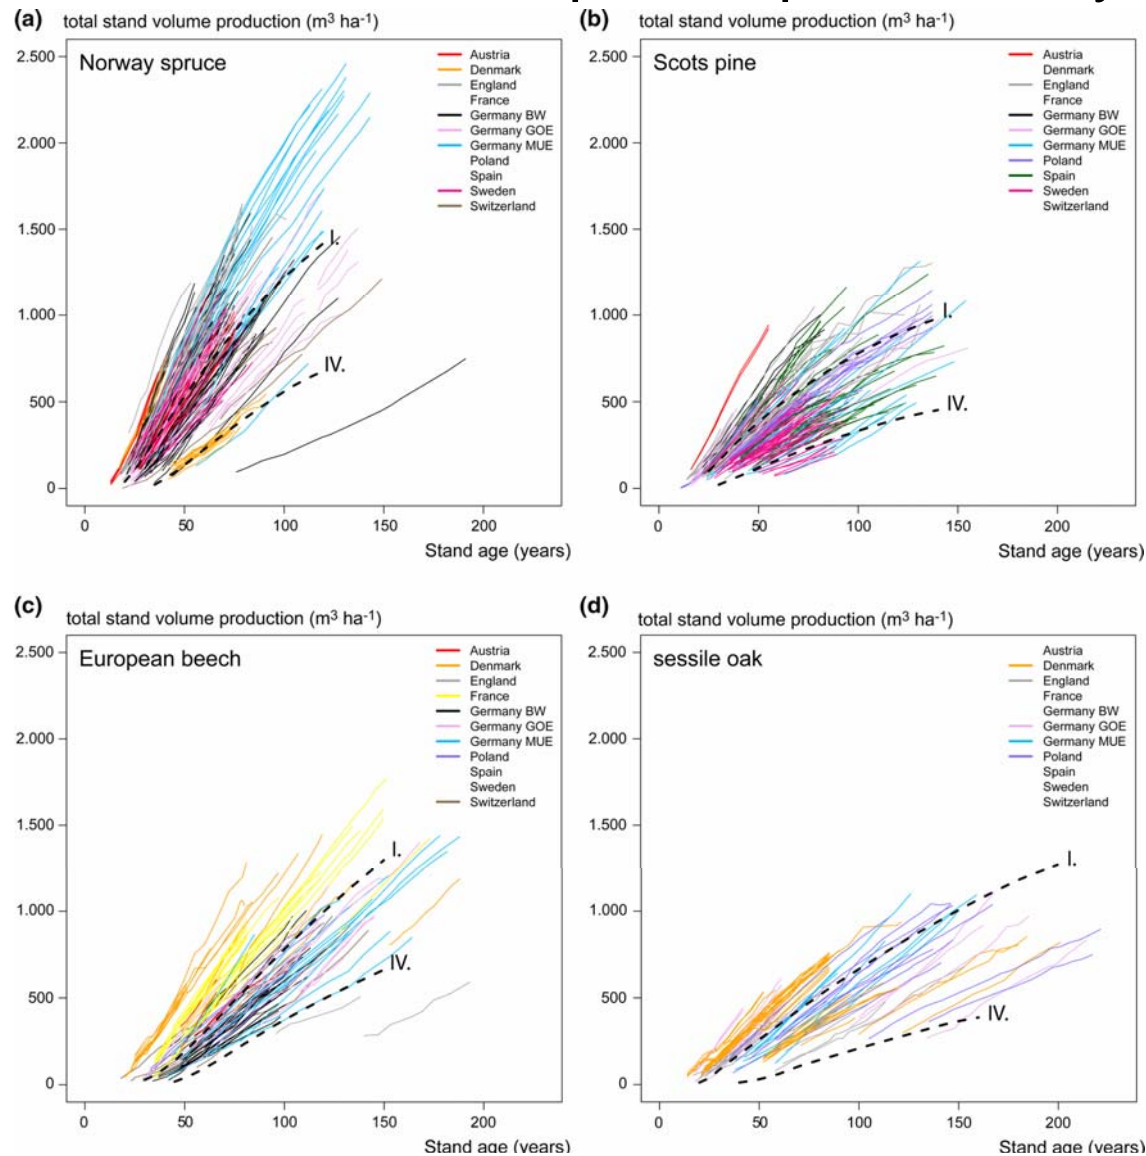 (a) total stand volume production (m³ ha⁻¹)
Norway spruce
Austria
Denmark
England
France
Germany BW
Germany GOE
Germany MUE
Poland
Spain
Sweden
Switzerland
I.
IV.
2.500
2.000
1.500
1.000
500
0
0 50 100 150 200
Stand age (years)
(b) total stand volume production (m³ ha⁻¹)
Scots pine
Austria
Denmark
England
France
Germany BW
Germany GOE
Germany MUE
Poland
Spain
Sweden
Switzerland
I.
IV.
2.500
2.000
1.500
1.000
500
0
0 50 100 150 200
Stand age (years)
(c) total stand volume production (m³ ha⁻¹)
European beech
Austria
Denmark
England
France
Germany BW
Germany GOE
Germany MUE
Poland
Spain
Sweden
Switzerland
I.
IV.
2.500
2.000
1.500
1.000
500
0
0 50 100 150 200
Stand age (years)
(d) total stand volume production (m³ ha⁻¹)
sessile oak
Austria
Denmark
England
France
Germany BW
Germany GOE
Germany MUE
Poland
Spain
Sweden
Switzerland
I.
IV.
2.500
2.000
1.500
1.000
500
0
0 50 100 150 200
Stand age (years)